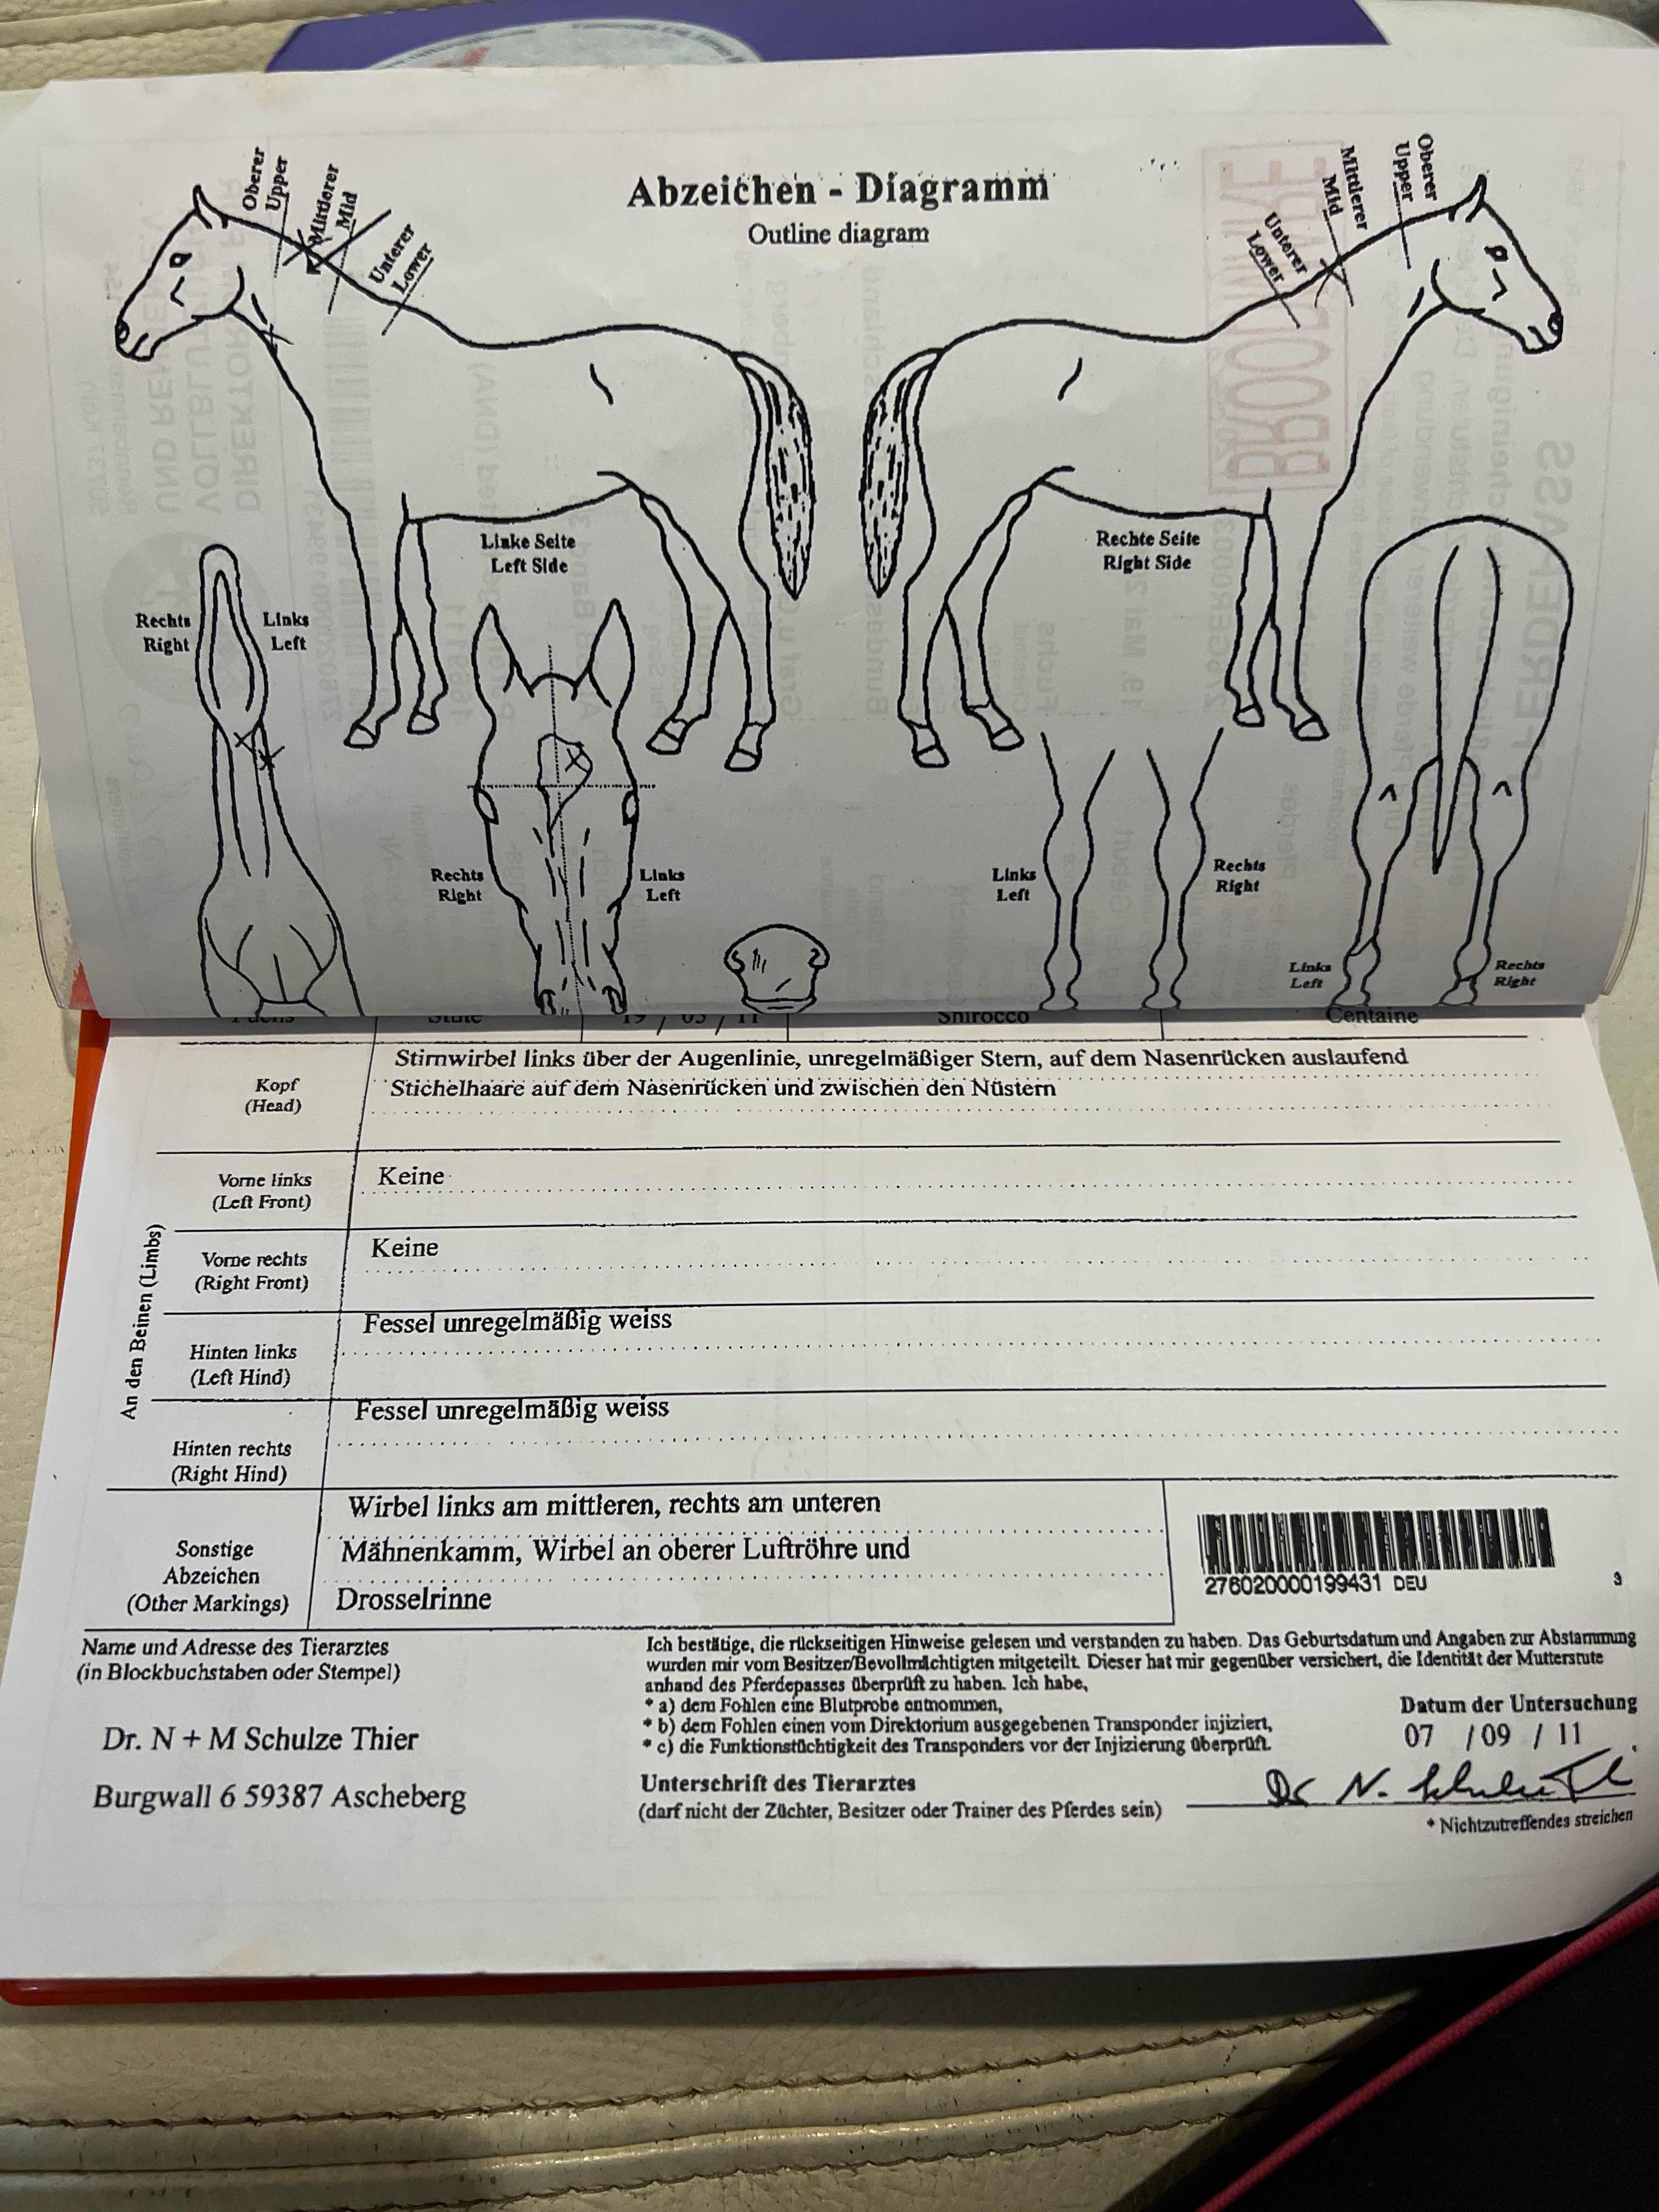 Abzeichen - Diagramm
Outline diagram
Oberer
Upper
Mittlerer
Mid
Unterer
Lower
Oberer
Upper
Mittlerer
Mid
Unterer
Lower
Linke Seite
Left Side
Rechte Seite
Right Side
Rechts
Right
Links
Left
Rechts
Right
Links
Left
Links
Left
Rechts
Right
Links
Left
Rechts
Right
Fuchs Stute 19 / 05 / 11 Shirocco Centaine
Kopf
(Head)
Stirnwirbel links über der Augenlinie, unregelmäßiger Stern, auf dem Nasenrücken auslaufend
Stichelhaare auf dem Nasenrücken und zwischen den Nüstern
An den Beinen (Limbs)
Vorne links
(Left Front)
Keine
Vorne rechts
(Right Front)
Keine
Hinten links
(Left Hind)
Fessel unregelmäßig weiss
Hinten rechts
(Right Hind)
Fessel unregelmäßig weiss
Sonstige
Abzeichen
(Other Markings)
Wirbel links am mittleren, rechts am unteren
Mähnenkamm, Wirbel an oberer Luftröhre und
Drosselrinne
276020000199431 DEU
Name und Adresse des Tierarztes
(in Blockbuchstaben oder Stempel)
Dr. N + M Schulze Thier
Burgwall 6 59387 Ascheberg
Ich bestätige, die rückseitigen Hinweise gelesen und verstanden zu haben. Das Geburtsdatum und Angaben zur Abstammung
wurden mir vom Besitzer/Bevollmächtigten mitgeteilt. Dieser hat mir gegenüber versichert, die Identität der Mutterstute
anhand des Pferdepasses überprüft zu haben. Ich habe,
* a) dem Fohlen eine Blutprobe entnommen,
* b) dem Fohlen einen vom Direktorium ausgegebenen Transponder injiziert,
* c) die Funktionstüchtigkeit des Transponders vor der Injizierung überprüft.
Datum der Untersuchung
07 / 09 / 11
Unterschrift des Tierarztes
(darf nicht der Züchter, Besitzer oder Trainer des Pferdes sein)
Dr N. Schulze Thier
* Nichtzutreffendes streichen